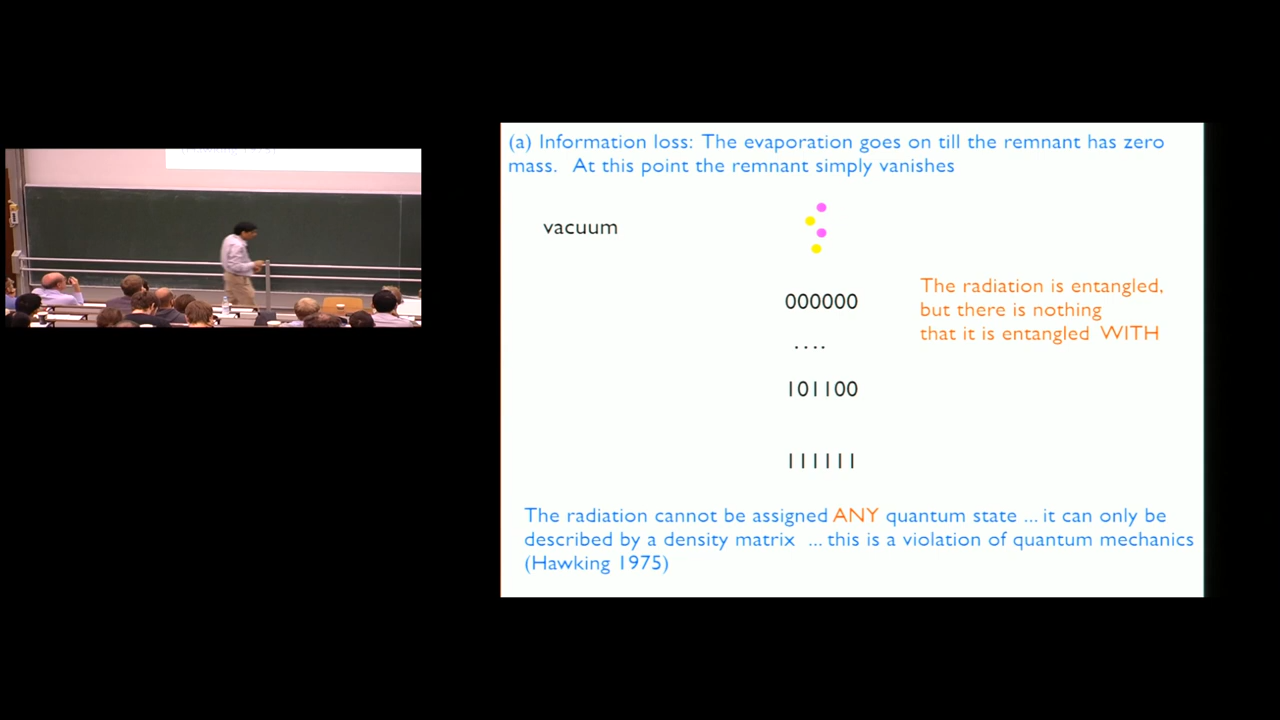 (a) Information loss: The evaporation goes on till the remnant has zero
mass. At this point the remnant simply vanishes
vacuum
000000
The radiation is entangled,
but there is nothing
that it is entangled WITH
....
101100
111111
The radiation cannot be assigned ANY quantum state ... it can only be
described by a density matrix ... this is a violation of quantum mechanics
(Hawking 1975)